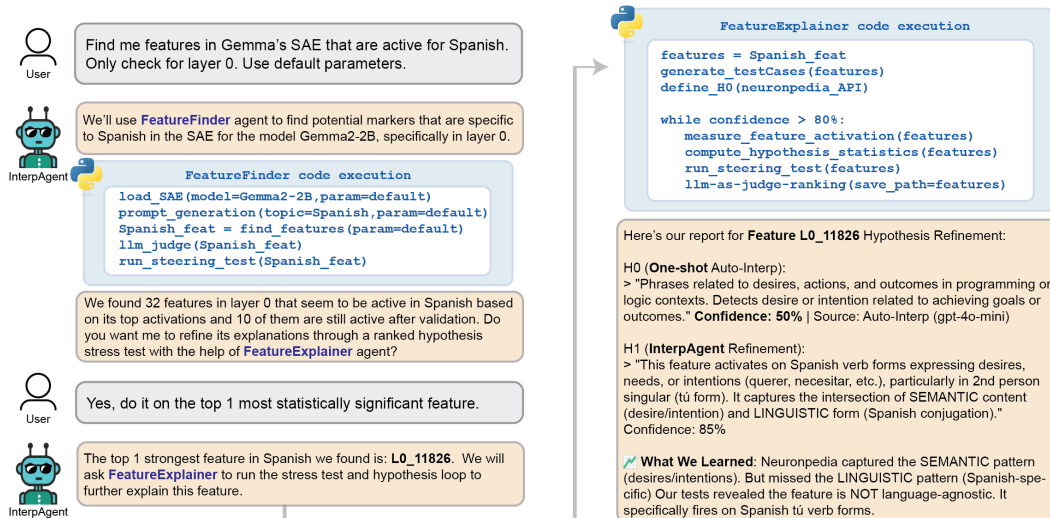 Find me features in Gemma's SAE that are active for Spanish.
Only check for layer 0. Use default parameters.
User
We'll use FeatureFinder agent to find potential markers that are specific
to Spanish in the SAE for the model Gemma2-2B, specifically in layer 0.
InterpAgent
FeatureFinder code execution
load_SAE(model=Gemma2-2B,param=default)
prompt_generation(topic=Spanish,param=default)
Spanish_feat = find_features(param=default)
llm_judge(Spanish_feat)
run_steering_test(Spanish_feat)
We found 32 features in layer 0 that seem to be active in Spanish based
on its top activations and 10 of them are still active after validation. Do
you want me to refine its explanations through a ranked hypothesis
stress test with the help of FeatureExplainer agent?
Yes, do it on the top 1 most statistically significant feature.
User
The top 1 strongest feature in Spanish we found is: L0_11826. We will
ask FeatureExplainer to run the stress test and hypothesis loop to
further explain this feature.
InterpAgent
FeatureExplainer code execution
features = Spanish_feat
generate_testCases(features)
define_H0(neuronpedia_API)
while confidence > 80%:
measure_feature_activation(features)
compute_hypothesis_statistics(features)
run_steering_test(features)
llm-as-judge-ranking(save_path=features)
Here's our report for Feature L0_11826 Hypothesis Refinement:
H0 (One-shot Auto-Interp):
> "Phrases related to desires, actions, and outcomes in programming or
logic contexts. Detects desire or intention related to achieving goals or
outcomes." Confidence: 50% | Source: Auto-Interp (gpt-4o-mini)
H1 (InterpAgent Refinement):
> "This feature activates on Spanish verb forms expressing desires,
needs, or intentions (querer, necesitar, etc.), particularly in 2nd person
singular (tú form). It captures the intersection of SEMANTIC content
(desire/intention) and LINGUISTIC form (Spanish conjugation)."
Confidence: 85%
What We Learned: Neuronpedia captured the SEMANTIC pattern
(desires/intentions). But missed the LINGUISTIC pattern (Spanish-spe-
cific) Our tests revealed the feature is NOT language-agnostic. It
specifically fires on Spanish tú verb forms.